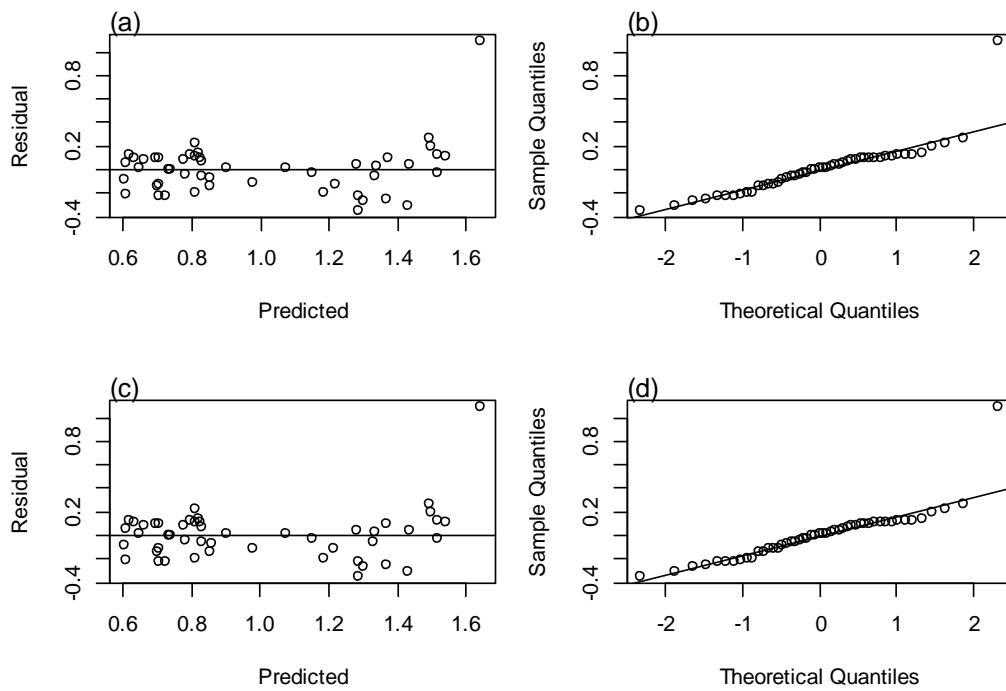 (a)
Residual
-0.4 0.2 0.8
0.6 0.8 1.0 1.2 1.4 1.6
Predicted
(b)
Sample Quantiles
-0.4 0.2 0.8
-2 -1 0 1 2
Theoretical Quantiles
(c)
Residual
-0.4 0.2 0.8
0.6 0.8 1.0 1.2 1.4 1.6
Predicted
(d)
Sample Quantiles
-0.4 0.2 0.8
-2 -1 0 1 2
Theoretical Quantiles